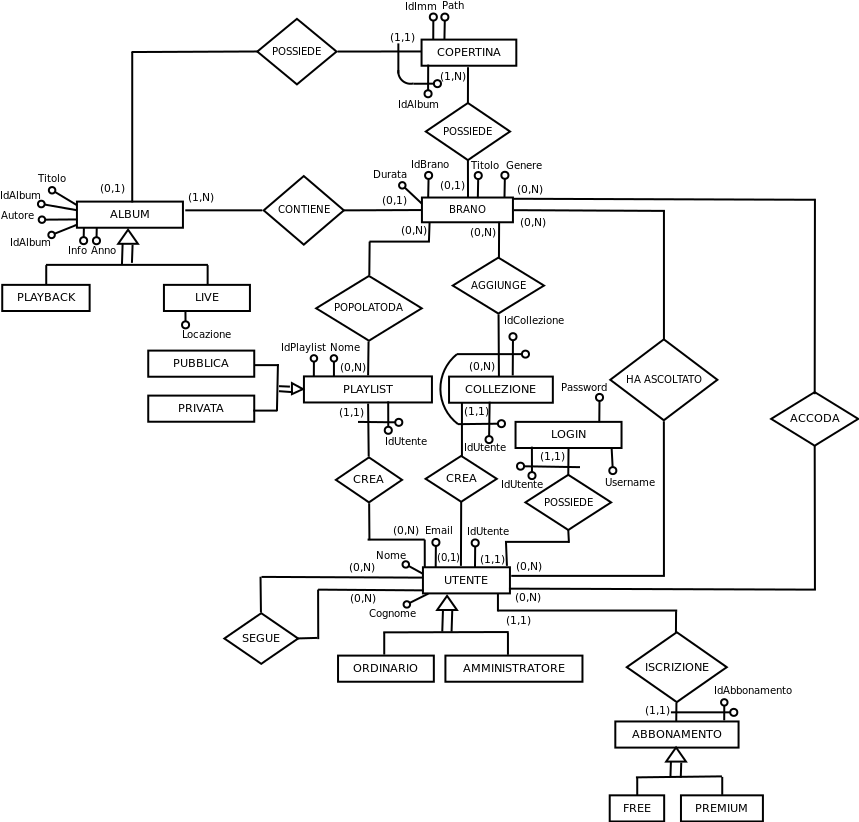 IdImm Path
(1,1)
POSSIEDE
COPERTINA
(1,N)
IdAlbum
POSSIEDE
IdBrano
Titolo
Genere
Durata
Titolo
(0,1)
(0,1)
(0,N)
IdAlbum
(1,N)
(0,1)
Autore
ALBUM
CONTIENE
BRANO
(0,N)
(0,N)
(0,N)
IdAlbum
Info Anno
PLAYBACK
LIVE
POPOLATODA
AGGIUNGE
Locazione
IdCollezione
IdPlaylist Nome
PUBBLICA
(0,N)
(0,N)
HA ASCOLTATO
PLAYLIST
COLLEZIONE
Password
PRIVATA
(1,1)
(1,1)
ACCODA
LOGIN
IdUtente
IdUtente
(1,1)
CREA
CREA
IdUtente
Username
POSSIEDE
(0,N)
Email
IdUtente
Nome
(0,1)
(1,1)
(0,N)
(0,N)
UTENTE
(0,N)
(0,N)
Cognome
(1,1)
SEGUE
ORDINARIO
AMMINISTRATORE
ISCRIZIONE
IdAbbonamento
(1,1)
ABBONAMENTO
FREE
PREMIUM